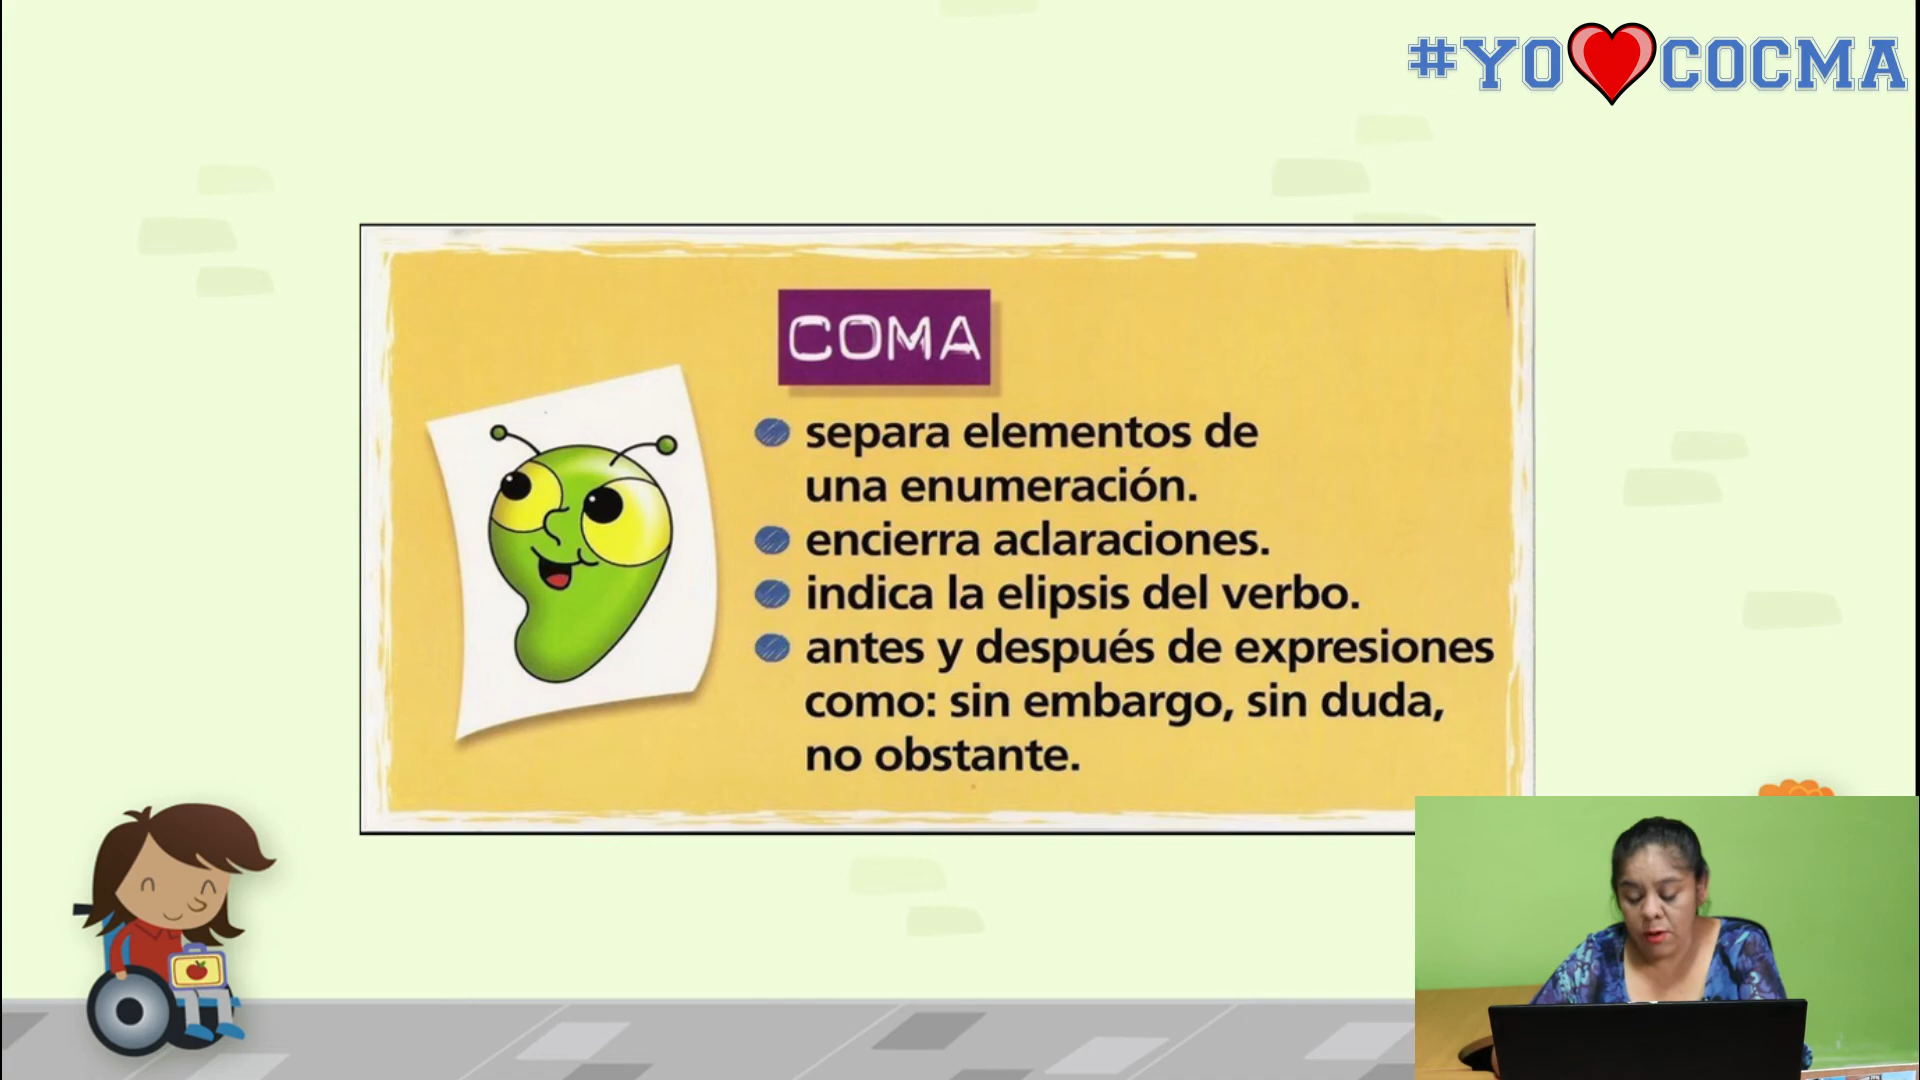 #YO COCMA
COMA
separa elementos de
una enumeración.
encierra aclaraciones.
indica la elipsis del verbo.
antes y después de expresiones
como: sin embargo, sin duda,
no obstante.